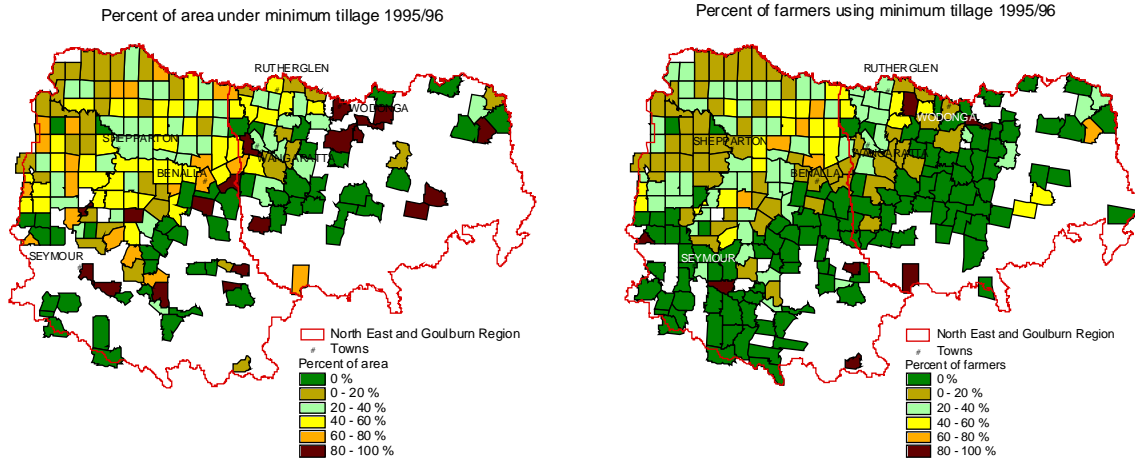 Percent of area under minimum tillage 1995/96
RUTHERGLEN
WODONGA
SHEPPARTON
WANGARATTA
BENALLA
SEYMOUR
North East and Goulburn Region
# Towns
Percent of area
0 %
0 - 20 %
20 - 40 %
40 - 60 %
60 - 80 %
80 - 100 %
Percent of farmers using minimum tillage 1995/96
RUTHERGLEN
WODONGA
SHEPPARTON
WANGARATTA
BENALLA
SEYMOUR
North East and Goulburn Region
# Towns
Percent of farmers
0 %
0 - 20 %
20 - 40 %
40 - 60 %
60 - 80 %
80 - 100 %